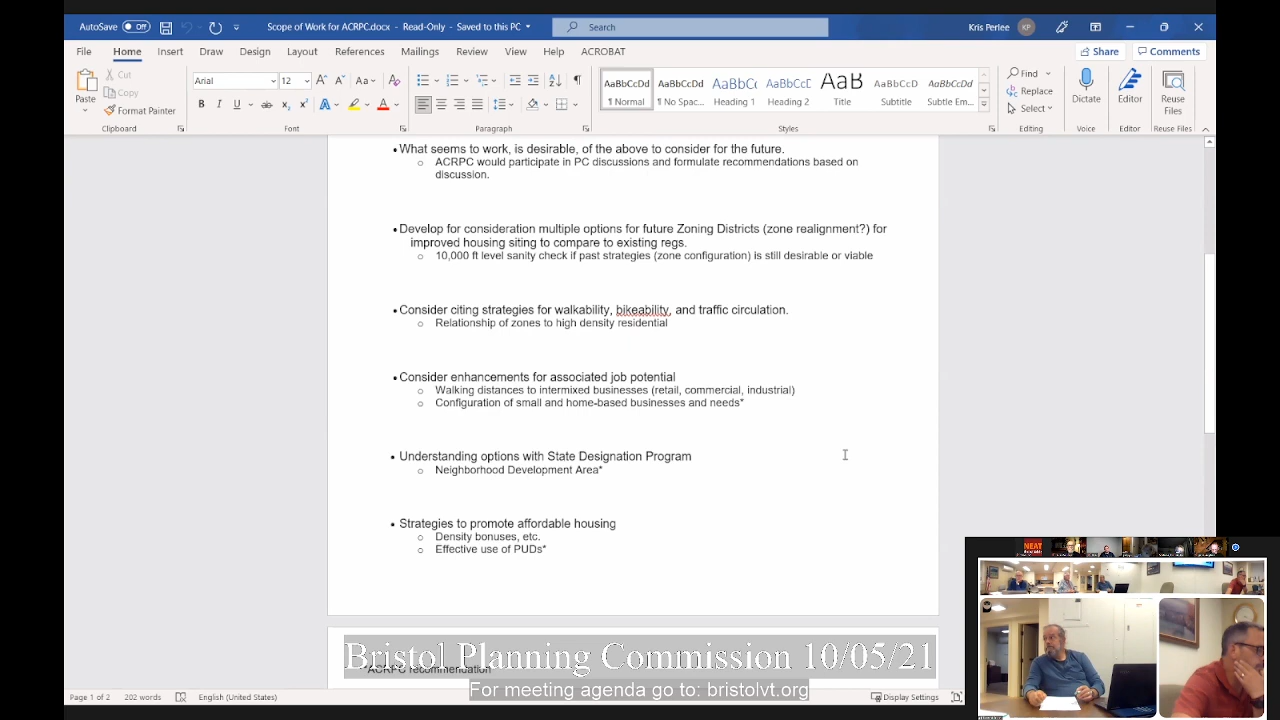 AutoSave Off Scope of Work for ACRPC.docx - Read-Only - Saved to this PC Search Kris Perlee KP
File Home Insert Draw Design Layout References Mailings Review View Help ACROBAT Share Comments
Paste Cut Copy Format Painter
Arial 12 Aa
B I U ab x₂ x² A A
AaBbCcDd AaBbCcDd AaBbC( AaBbCcC AaB AaBbCcD AaBbCcDd
¶ Normal ¶ No Spac... Heading 1 Heading 2 Title Subtitle Subtle Em...
Find Replace Select Dictate Editor Reuse Files
Clipboard Font Paragraph Styles Editing Voice Editor Reuse Files
•What seems to work, is desirable, of the above to consider for the future.
o ACRPC would participate in PC discussions and formulate recommendations based on
discussion.
•Develop for consideration multiple options for future Zoning Districts (zone realignment?) for
improved housing siting to compare to existing regs.
o 10,000 ft level sanity check if past strategies (zone configuration) is still desirable or viable
•Consider citing strategies for walkability, bikeability, and traffic circulation.
o Relationship of zones to high density residential
•Consider enhancements for associated job potential
o Walking distances to intermixed businesses (retail, commercial, industrial)
o Configuration of small and home-based businesses and needs*
• Understanding options with State Designation Program
o Neighborhood Development Area*
• Strategies to promote affordable housing
o Density bonuses, etc.
o Effective use of PUDs*
NEAT
*ACRPC recommendation
Bristol Planning Commission 10/05/21
For meeting agenda go to: bristolvt.org
Page 1 of 2 202 words English (United States) Display Settings